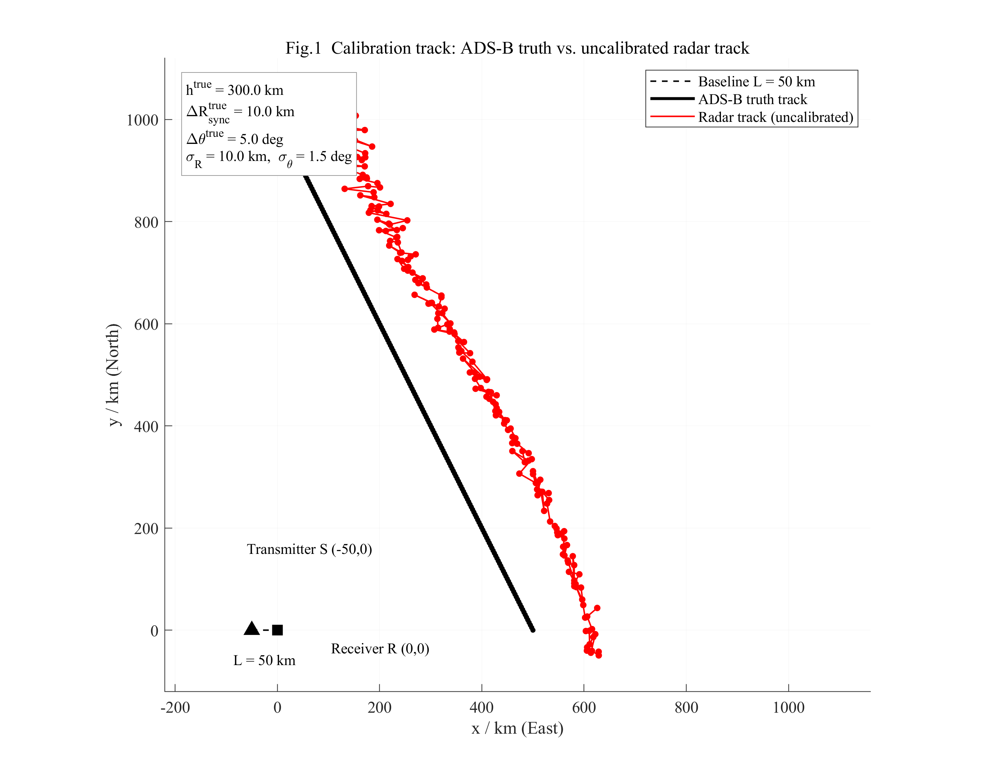 Fig.1 Calibration track: ADS-B truth vs. uncalibrated radar track
h^true = 300.0 km
ΔR_sync^true = 10.0 km
Δθ^true = 5.0 deg
σ_R = 10.0 km, σ_θ = 1.5 deg
Baseline L = 50 km
ADS-B truth track
Radar track (uncalibrated)
1000
800
600
400
200
0
y / km (North)
Transmitter S (-50,0)
Receiver R (0,0)
L = 50 km
-200 0 200 400 600 800 1000
x / km (East)